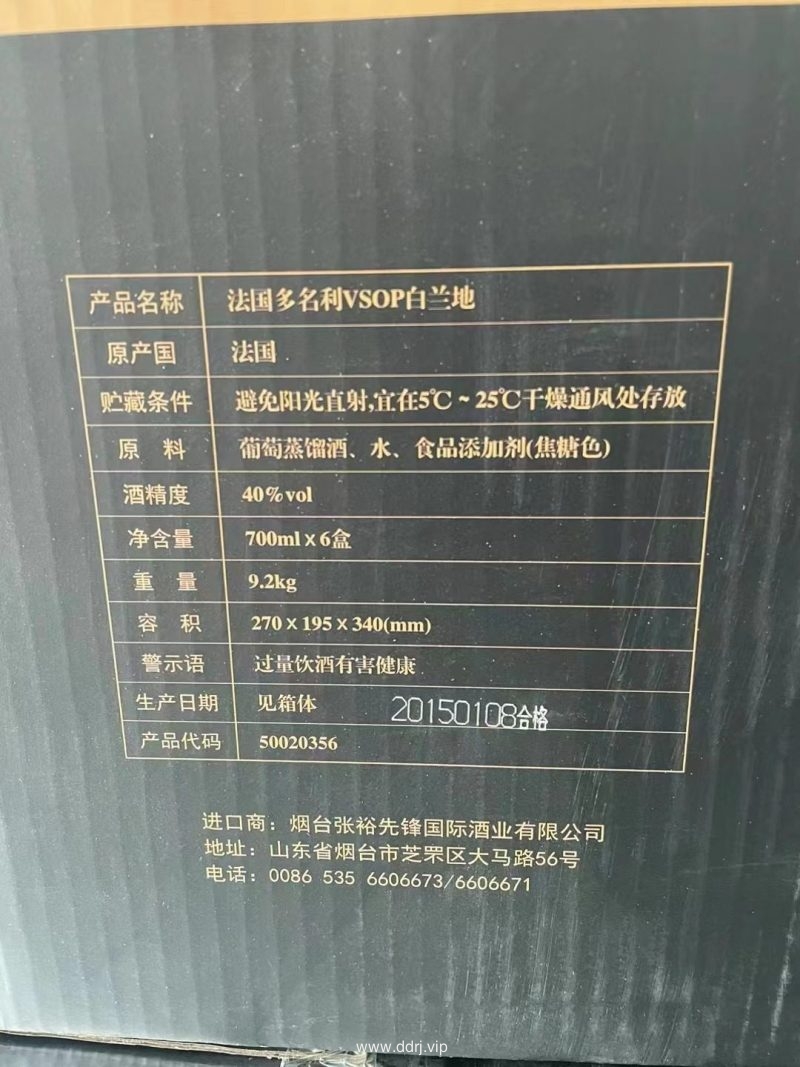 产品名称 法国多名利VSOP白兰地
原产国 法国
贮藏条件 避免阳光直射,宜在5℃~25℃干燥通风处存放
原 料 葡萄蒸馏酒、水、食品添加剂(焦糖色)
酒精度 40%vol
净含量 700ml×6盒
重 量 9.2kg
容 积 270×195×340(mm)
警示语 过量饮酒有害健康
生产日期 见箱体 20150108合格
产品代码 50020356
进口商：烟台张裕先锋国际酒业有限公司
地址：山东省烟台市芝罘区大马路56号
电话：0086 535 6606673/6606671
www.ddrj.vip